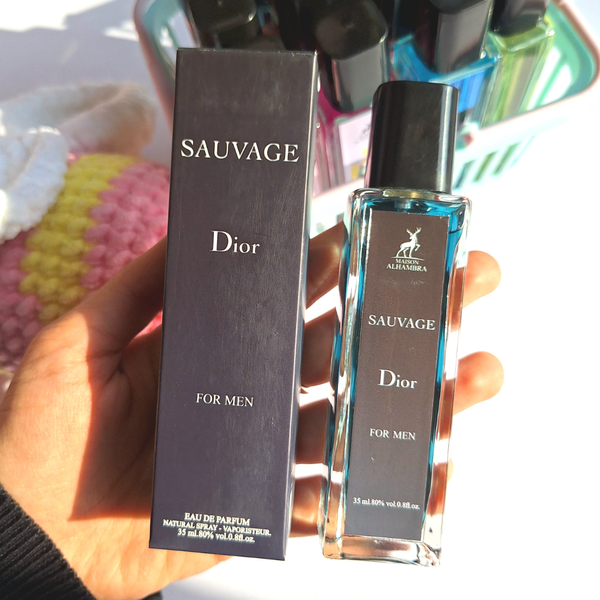 SAUVAGE
Dior
FOR MEN
EAU DE PARFUM
NATURAL SPRAY - VAPORISTEUR.
35 ml.80% vol.0.8fl.oz.
MAISON
ALHAMBRA
SAUVAGE
Dior
FOR MEN
35 ml.80% vol.0.8fl.oz.